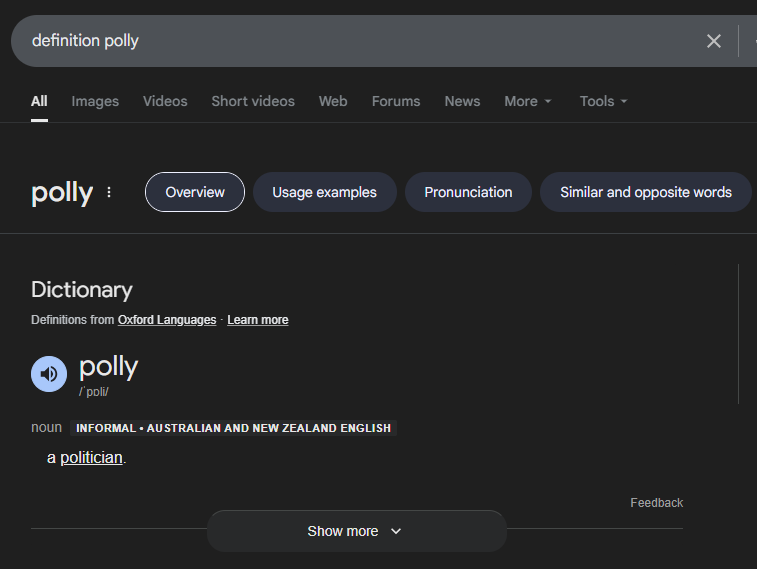 definition polly
All Images Videos Short videos Web Forums News More Tools
polly Overview Usage examples Pronunciation Similar and opposite words
Dictionary
Definitions from Oxford Languages · Learn more
polly
/ˈpɒli/
noun INFORMAL • AUSTRALIAN AND NEW ZEALAND ENGLISH
a politician.
Feedback
Show more